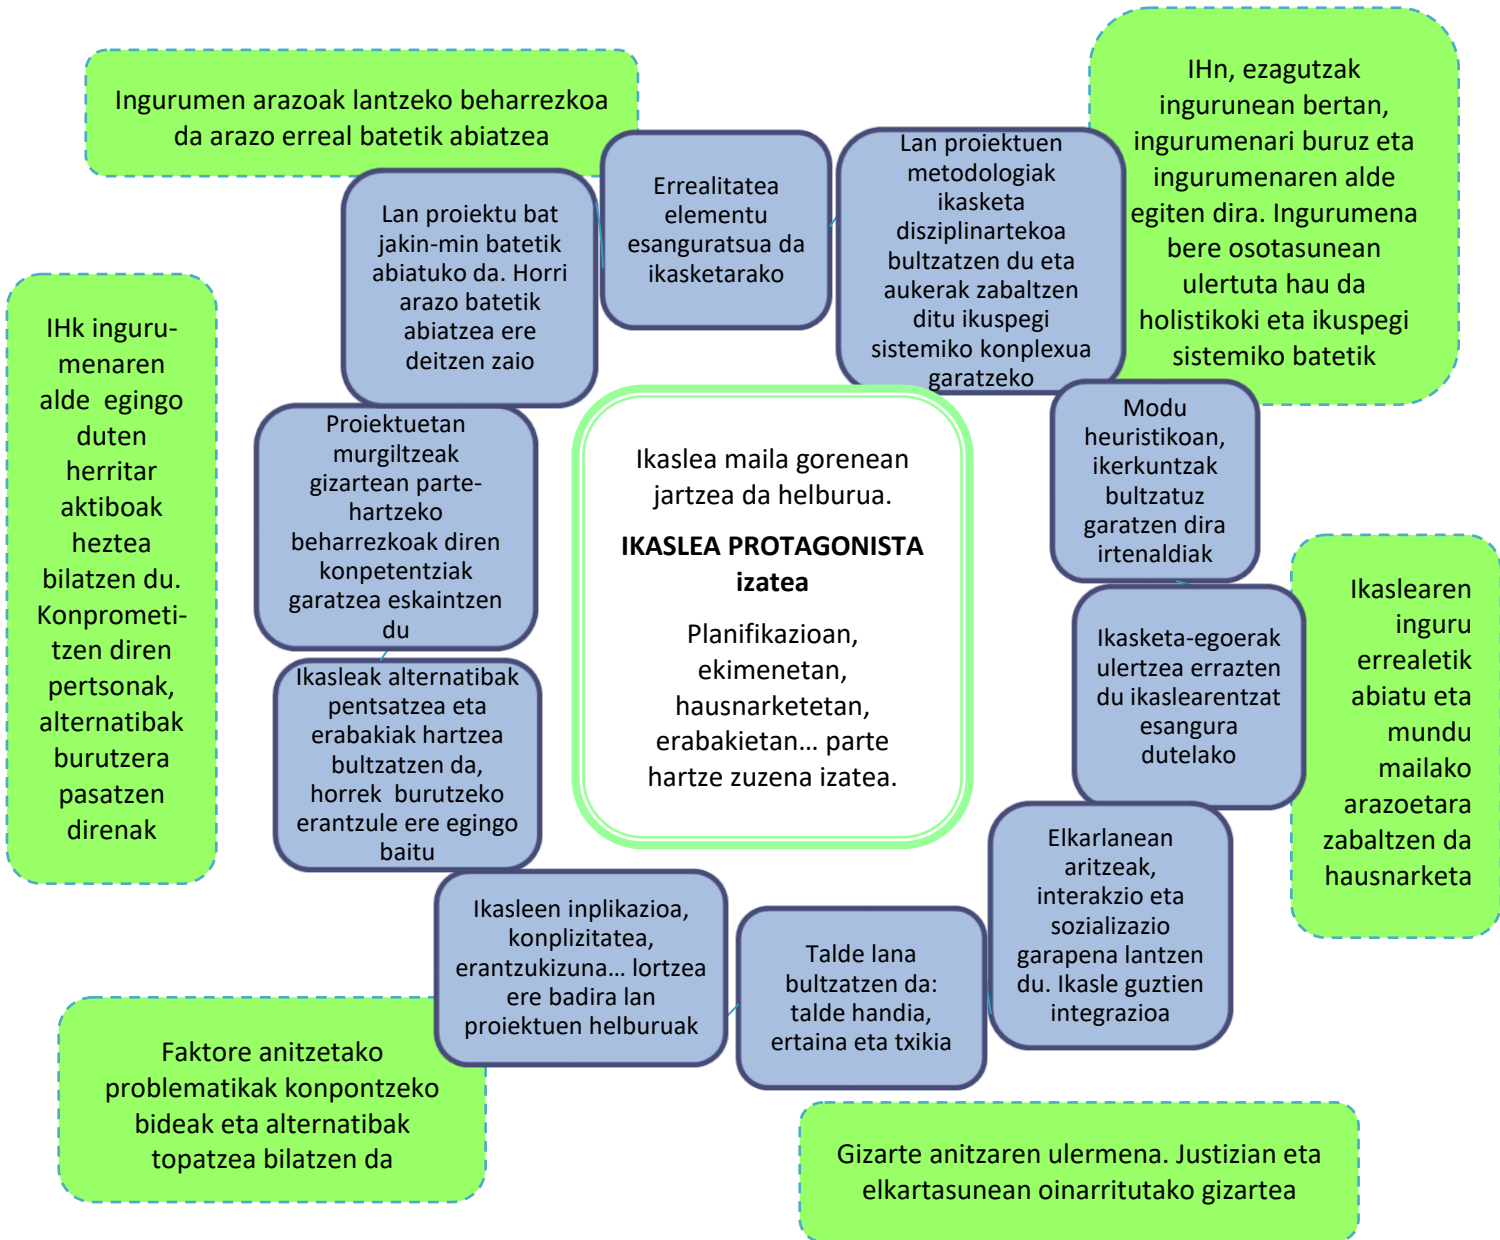 Ingurumen arazoak lantzeko beharrezkoa
da arazo erreal batetik abiatzea
IHn, ezagutzak
ingurunean bertan,
ingurumenari buruz eta
ingurumenaren alde
egiten dira. Ingurumena
bere osotasunean
ulertuta hau da
holistikoki eta ikuspegi
sistemiko batetik
Lan proiektu bat
jakin-min batetik
abiatuko da. Horri
arazo batetik
abiatzea ere
deitzen zaio
Errealitatea
elementu
esanguratsua da
ikasketarako
Lan proiektuen
metodologiak
ikasketa
disziplinartekoa
bultzatzen du eta
aukerak zabaltzen
ditu ikuspegi
sistemiko konplexua
garatzeko
IHk inguru-
menaren
alde egingo
duten
herritar
aktiboak
heztea
bilatzen du.
Konprometi-
tzen diren
pertsonak,
alternatibak
burutzera
pasatzen
direnak
Proiektuetan
murgiltzeak
gizartean parte-
hartzeko
beharrezkoak diren
konpetentziak
garatzea eskaintzen
du
Ikaslea maila gorenean
jartzea da helburua.
IKASLEA PROTAGONISTA
izatea
Planifikazioan,
ekimenetan,
hausnarketetan,
erabakietan... parte
hartze zuzena izatea.
Modu
heuristikoan,
ikerkuntzak
bultzatuz
garatzen dira
irtenaldiak
Ikasketa-egoerak
ulertzea errazten
du ikaslearentzat
esangura
dutelako
Ikaslearen
inguru
errealetik
abiatu eta
mundu
mailako
arazoetara
zabaltzen da
hausnarketa
Ikasleak alternatibak
pentsatzea eta
erabakiak hartzea
bultzatzen da,
horrek burutzeko
erantzule ere egingo
baitu
Ikasleen inplikazioa,
konplizitatea,
erantzukizuna... lortzea
ere badira lan
proiektuen helburuak
Talde lana
bultzatzen da:
talde handia,
ertaina eta txikia
Elkarlanean
aritzeak,
interakzio eta
sozializazio
garapena lantzen
du. Ikasle guztien
integrazioa
Faktore anitzetako
problematikak konpontzeko
bideak eta alternatibak
topatzea bilatzen da
Gizarte anitzaren ulermena. Justizian eta
elkartasunean oinarritutako gizartea